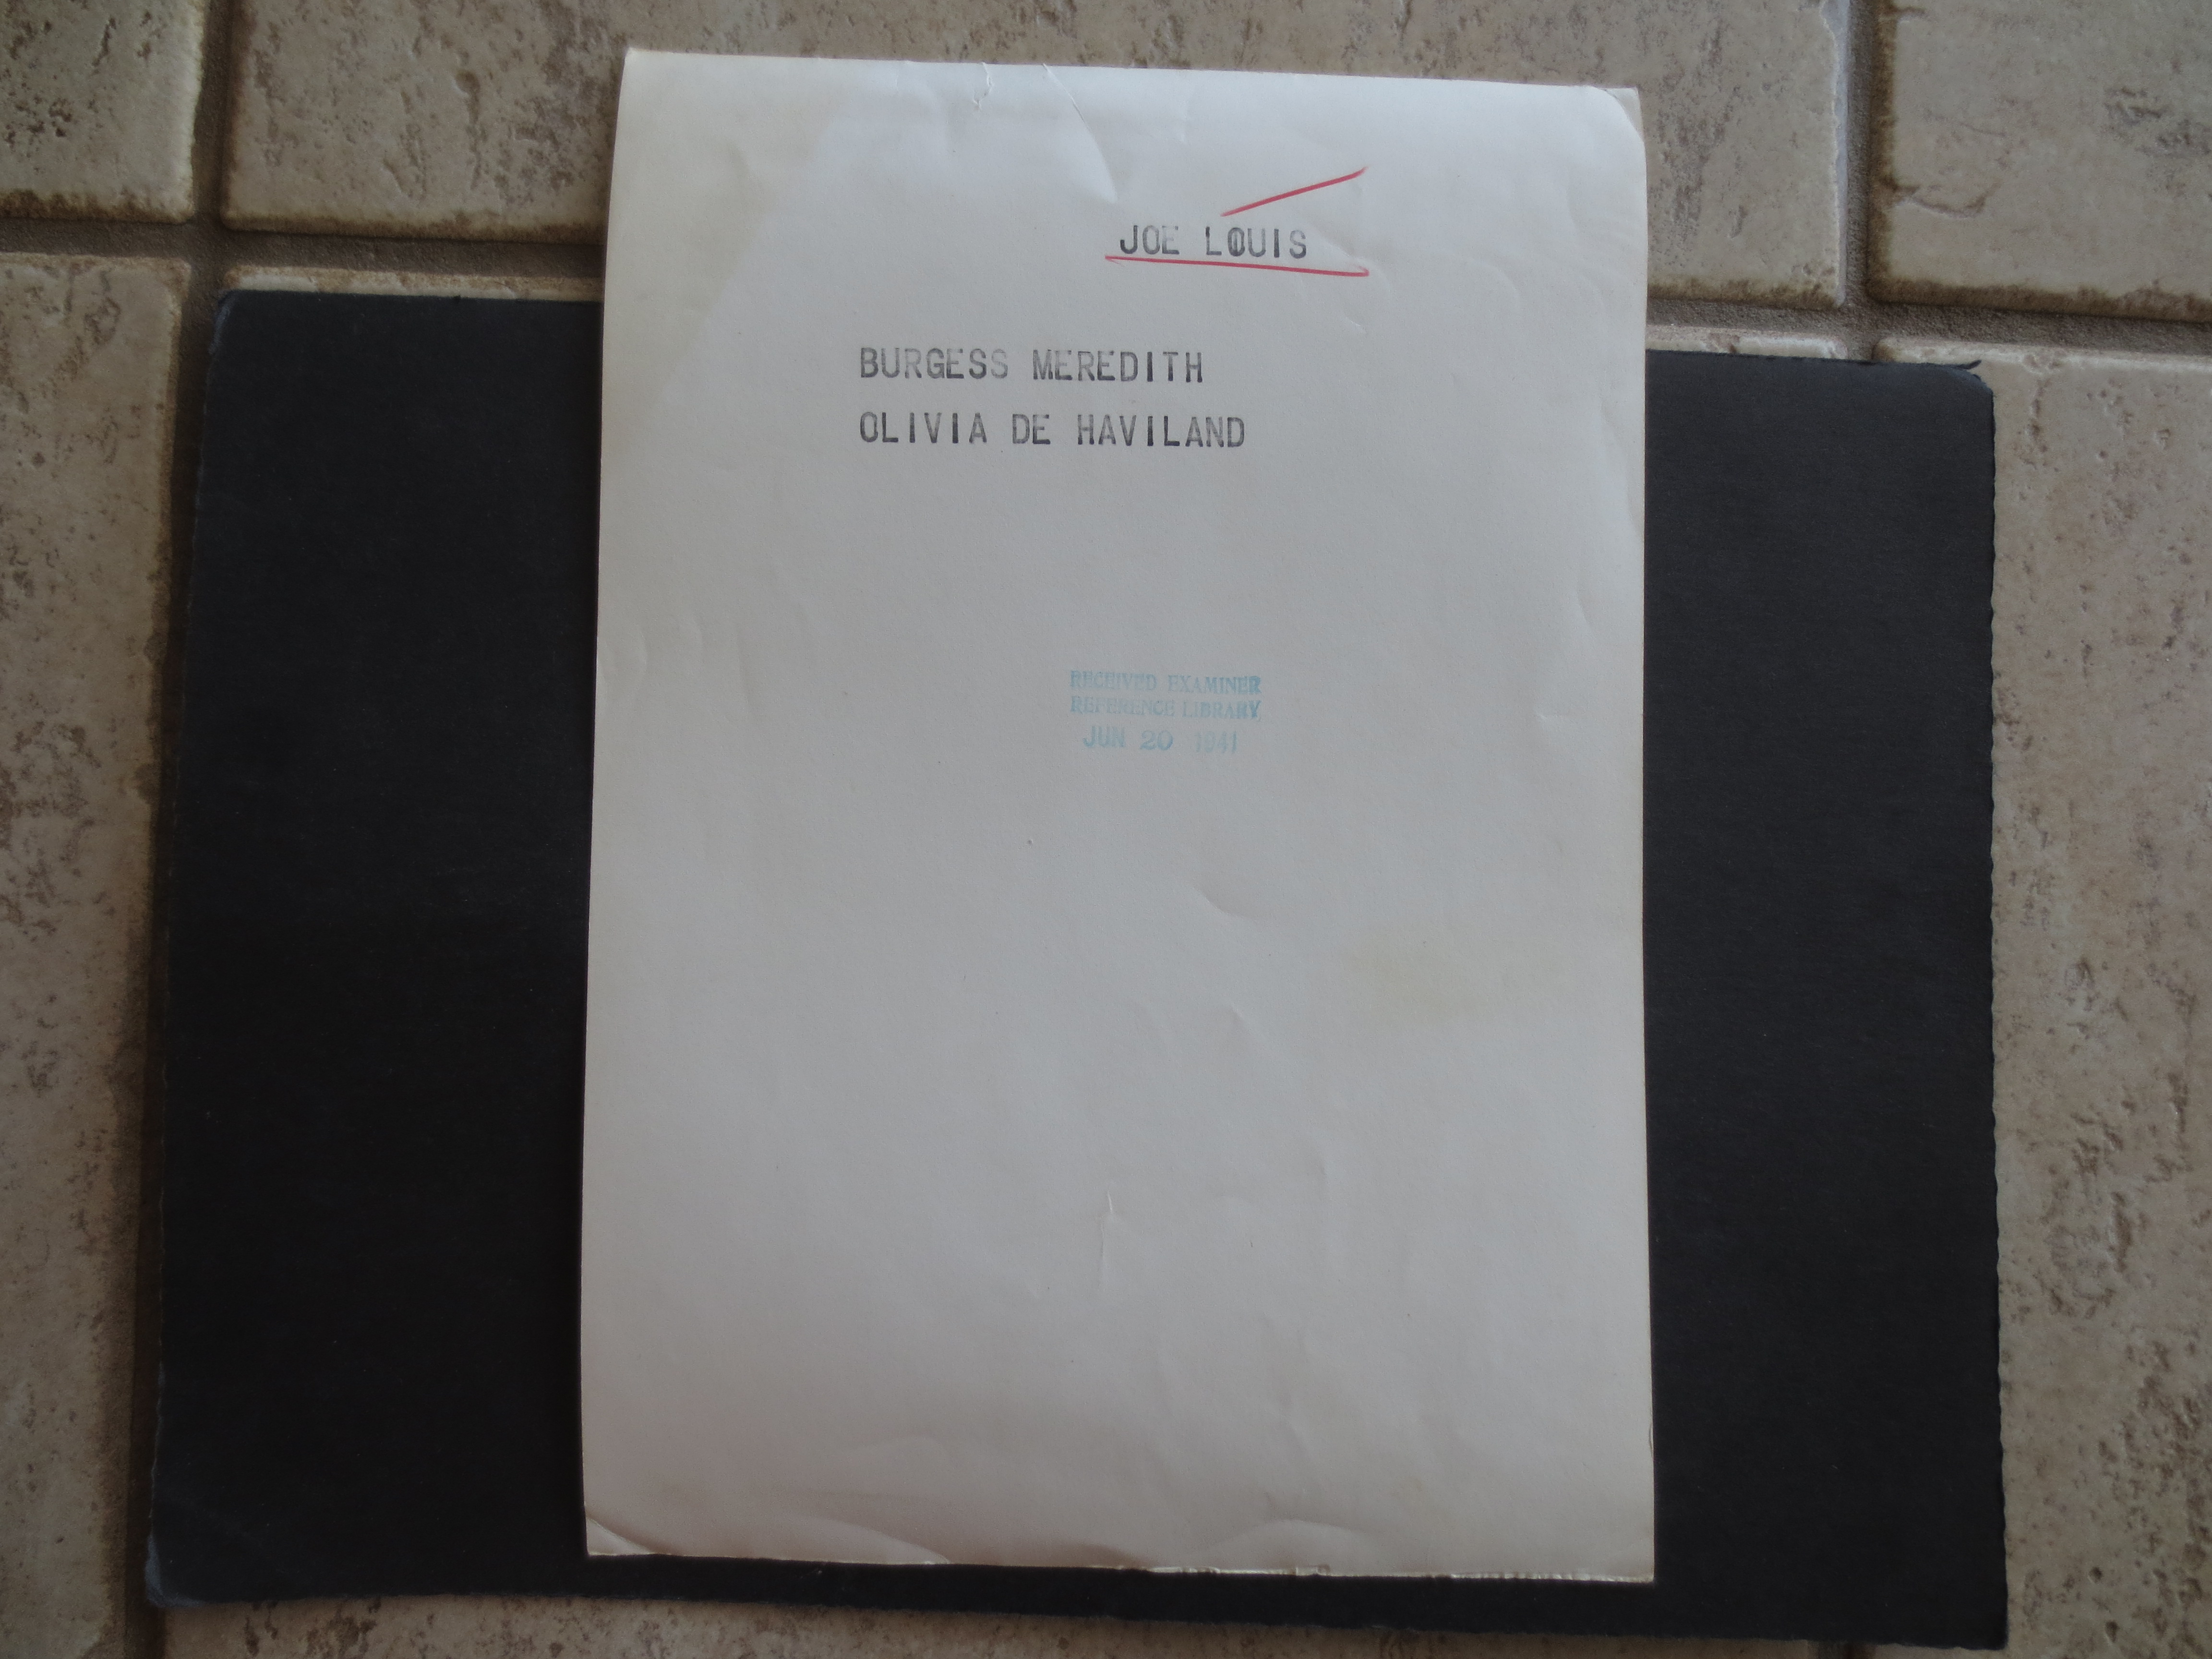 JOE LOUIS
BURGESS MEREDITH
OLIVIA DE HAVILAND
RECEIVED EXAMINER
REFERENCE LIBRARY
JUN 20 1941